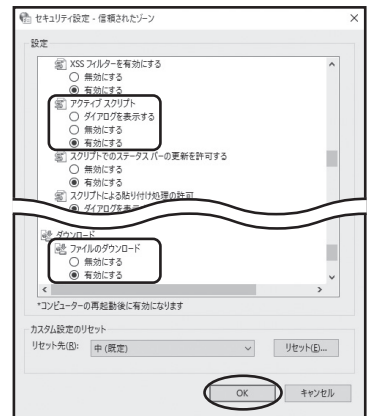 セキュリティ設定 - 信頼されたゾーン
設定
XSS フィルターを有効にする
無効にする
有効にする
アクティブ スクリプト
ダイアログを表示する
無効にする
有効にする
スクリプトでのステータス バーの更新を許可する
無効にする
有効にする
スクリプトによる貼り付け処理の許可
ダイアログを表示
ダウンロード
ファイルのダウンロード
無効にする
有効にする
*コンピューターの再起動後に有効になります
カスタム設定のリセット
リセット先(R): 中 (既定) リセット(E)...
OK キャンセル